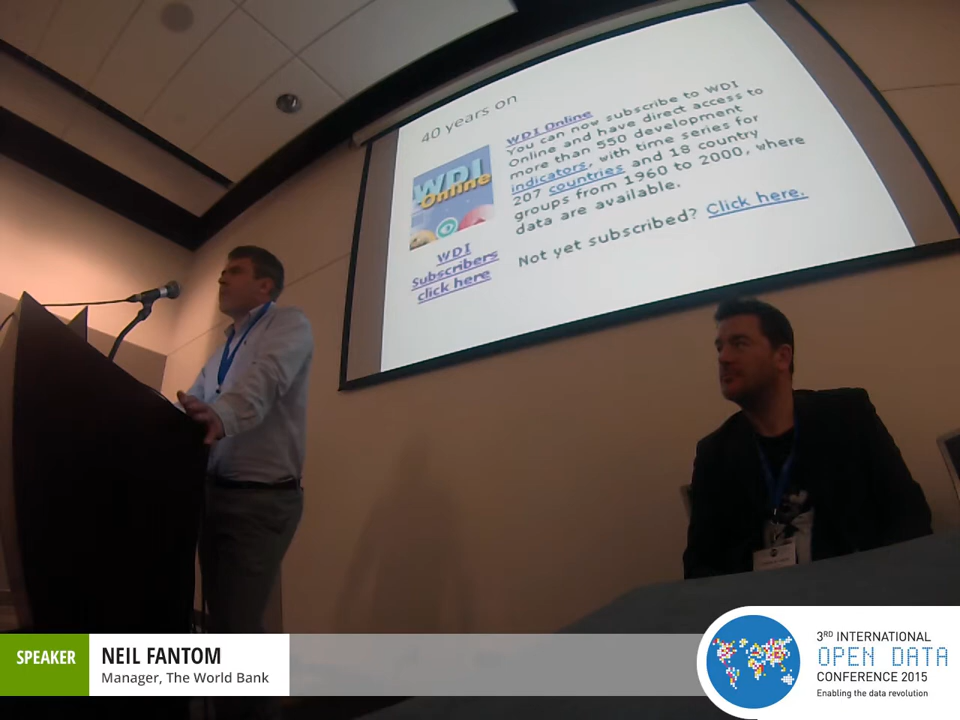 40 years on
WDI
Online
WDI
Subscribers
click here
WDI Online
You can now subscribe to WDI
Online and have direct access to
more than 550 development
indicators, with time series for
207 countries and 18 country
groups from 1960 to 2000, where
data are available.
Not yet subscribed? Click here.
SPEAKER
NEIL FANTOM
Manager, The World Bank
3RD INTERNATIONAL
OPEN DATA
CONFERENCE 2015
Enabling the data revolution